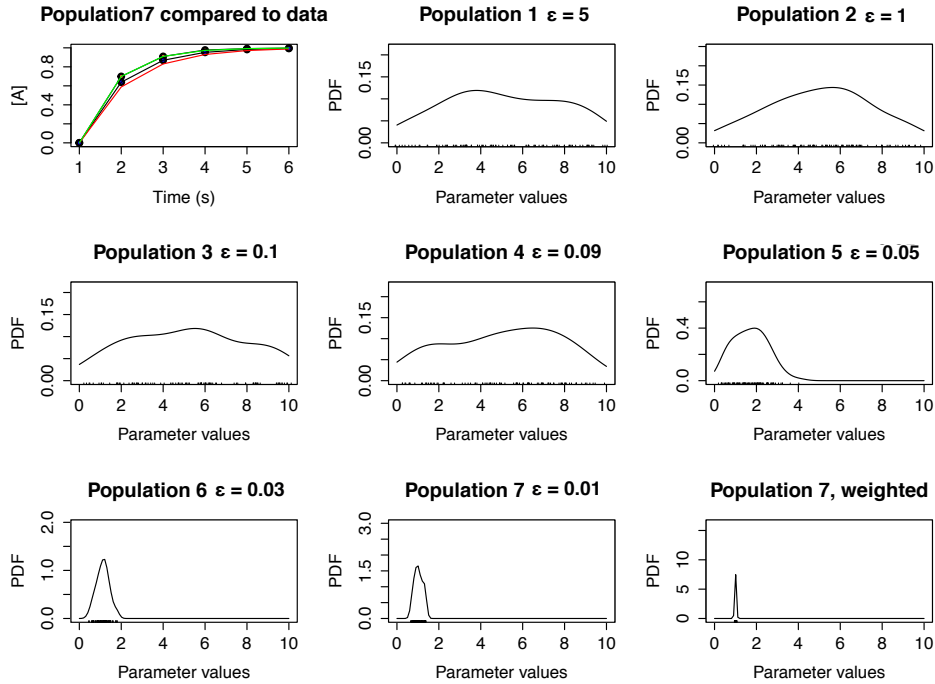 Population7 compared to data
[A]
0.0 0.4 0.8
1 2 3 4 5 6
Time (s)
Population 1 ε = 5
PDF
0.00 0.15
0 2 4 6 8 10
Parameter values
Population 2 ε = 1
PDF
0.00 0.15
0 2 4 6 8 10
Parameter values
Population 3 ε = 0.1
PDF
0.00 0.15
0 2 4 6 8 10
Parameter values
Population 4 ε = 0.09
PDF
0.00 0.15
0 2 4 6 8 10
Parameter values
Population 5 ε = 0.05
PDF
0.0 0.4
0 2 4 6 8 10
Parameter values
Population 6 ε = 0.03
PDF
0.0 1.0 2.0
0 2 4 6 8 10
Parameter values
Population 7 ε = 0.01
PDF
0.0 1.5 3.0
0 2 4 6 8 10
Parameter values
Population 7, weighted
PDF
0 5 10
0 2 4 6 8 10
Parameter values